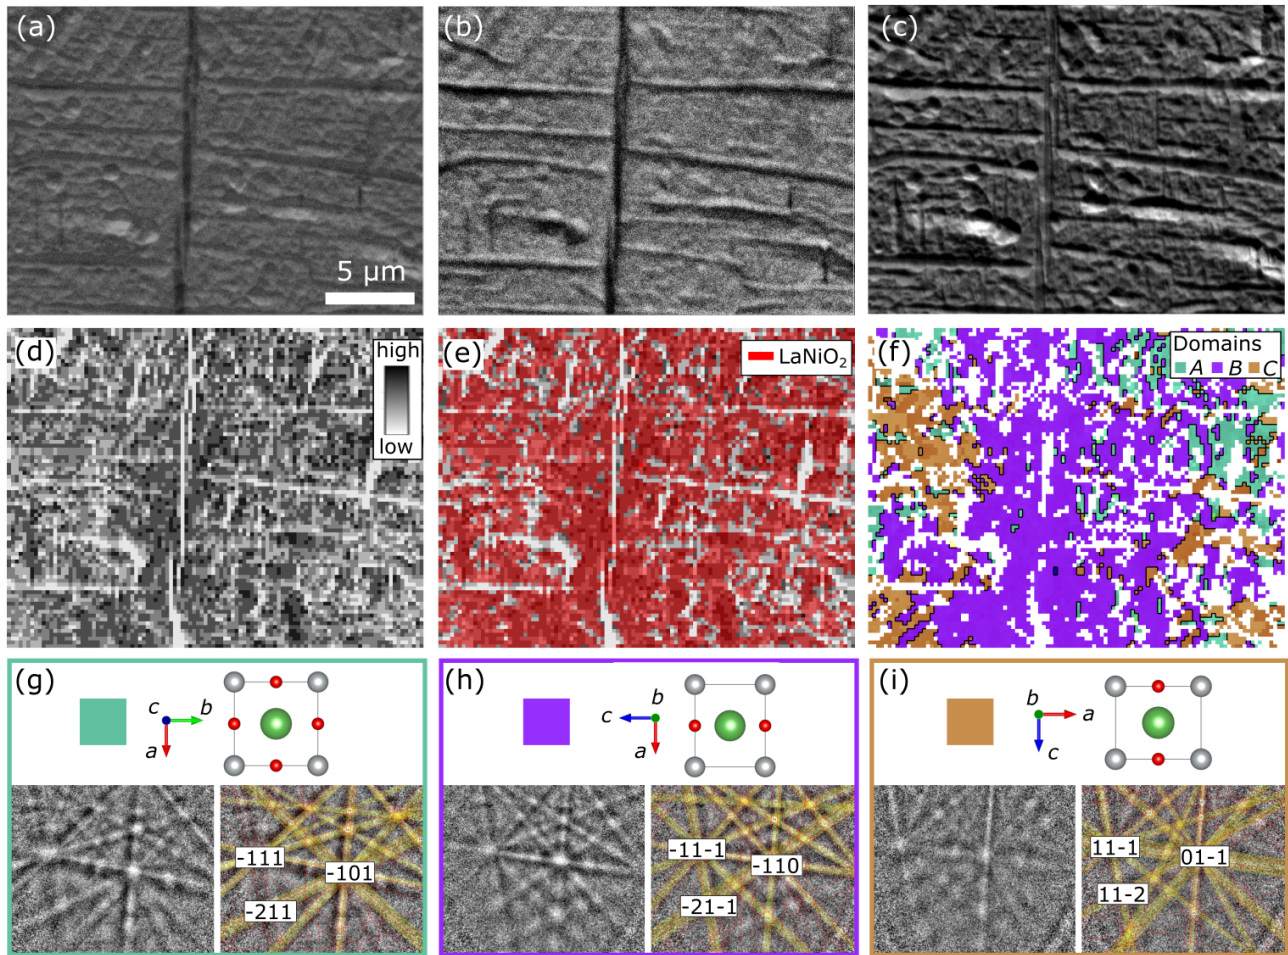 (a)
(b)
(c)
5 µm
(d)
high
low
(e)
LaNiO₂
(f)
Domains
A B C
(g)
c
b
a
-111
-101
-211
(h)
b
c
a
-11-1
-110
-21-1
(i)
b
a
c
11-1
01-1
11-2